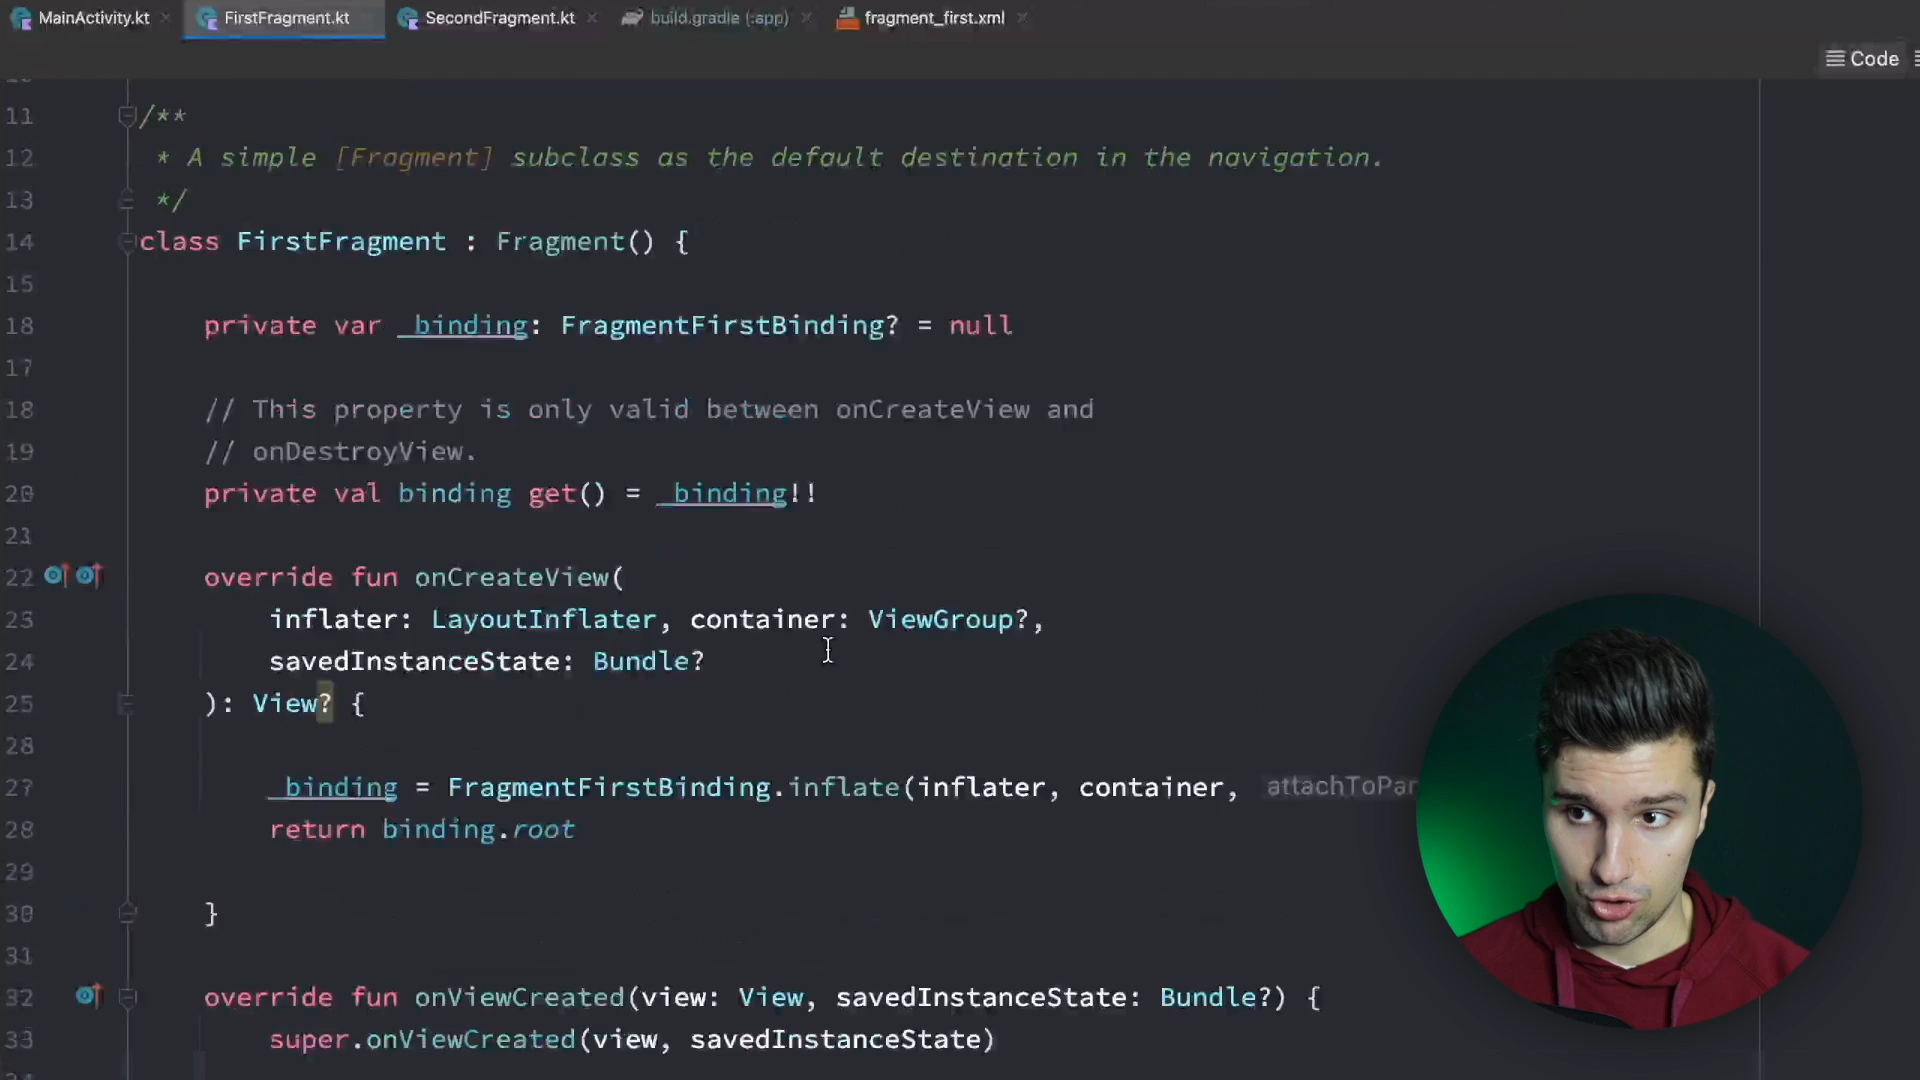 MainActivity.kt FirstFragment.kt SecondFragment.kt build.gradle (:app) fragment_first.xml
Code
11 /**
12 * A simple [Fragment] subclass as the default destination in the navigation.
13 */
14 class FirstFragment : Fragment() {
15
18 private var _binding: FragmentFirstBinding? = null
17
18 // This property is only valid between onCreateView and
19 // onDestroyView.
20 private val binding get() = _binding!!
21
22 override fun onCreateView(
23 inflater: LayoutInflater, container: ViewGroup?,
24 savedInstanceState: Bundle?
25 ): View? {
28
27 _binding = FragmentFirstBinding.inflate(inflater, container, attachToPar
28 return binding.root
29
30 }
31
32 override fun onViewCreated(view: View, savedInstanceState: Bundle?) {
33 super.onViewCreated(view, savedInstanceState)